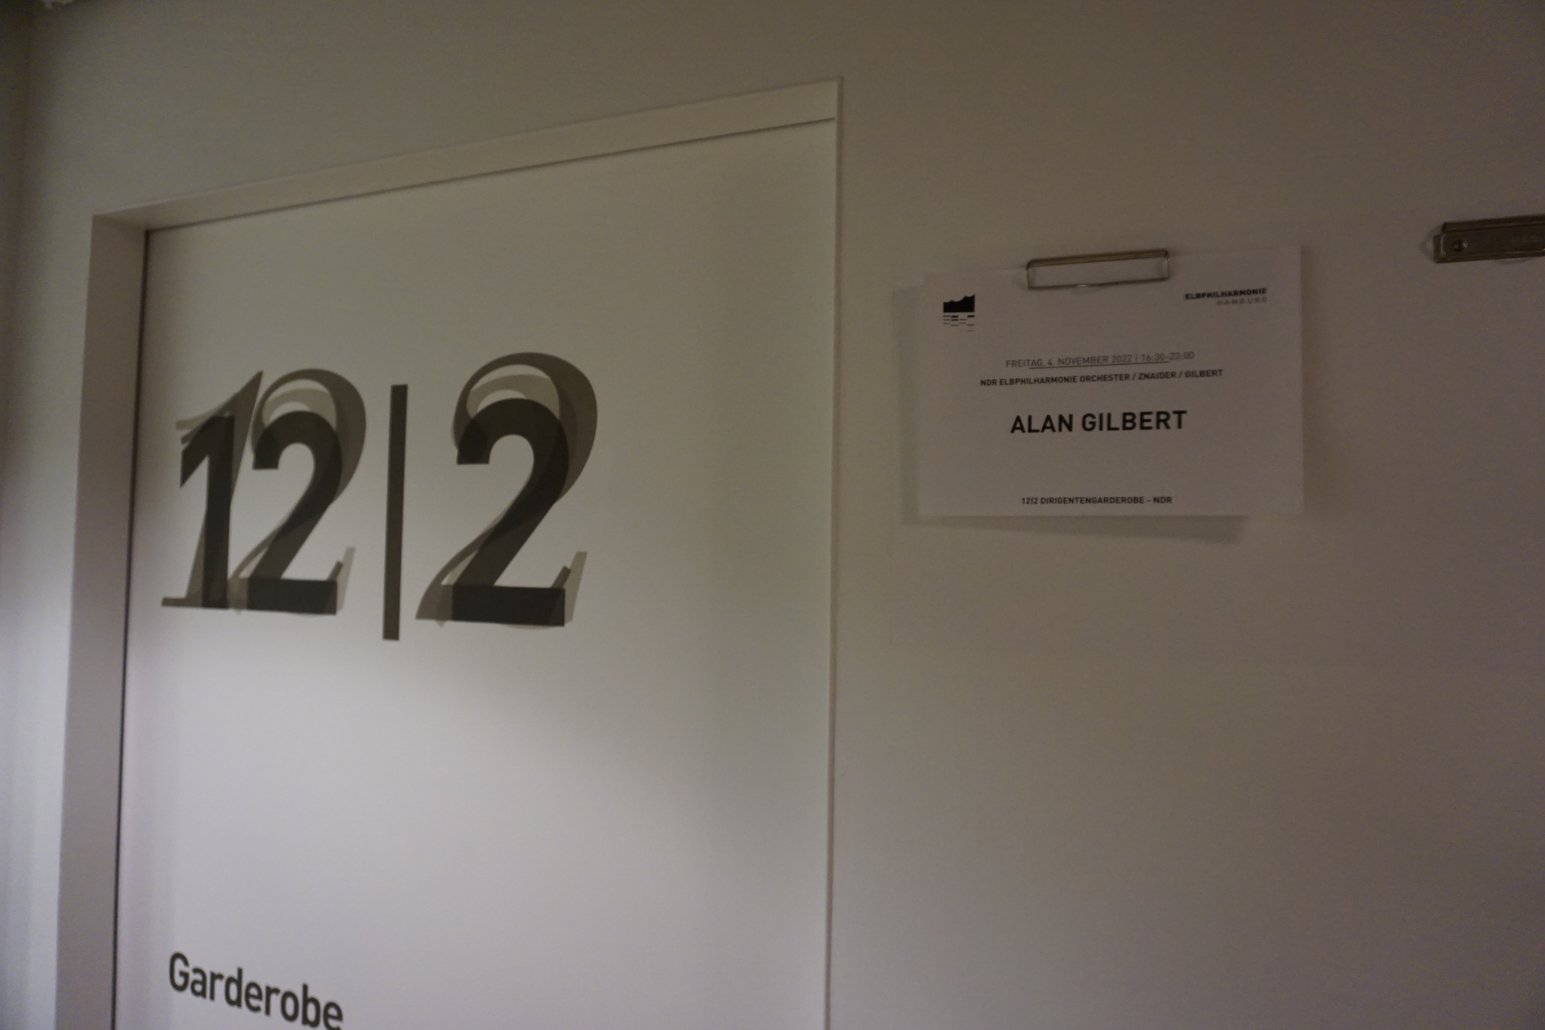 12|2
Garderobe
ELBPHILHARMONIE
HAMBURG
FREITAG, 4. NOVEMBER 2022 | 16:30-23:00
NDR ELBPHILHARMONIE ORCHESTER / ZNAIDER / GILBERT
ALAN GILBERT
12|2 DIRIGENTENGARDEROBE - NDR